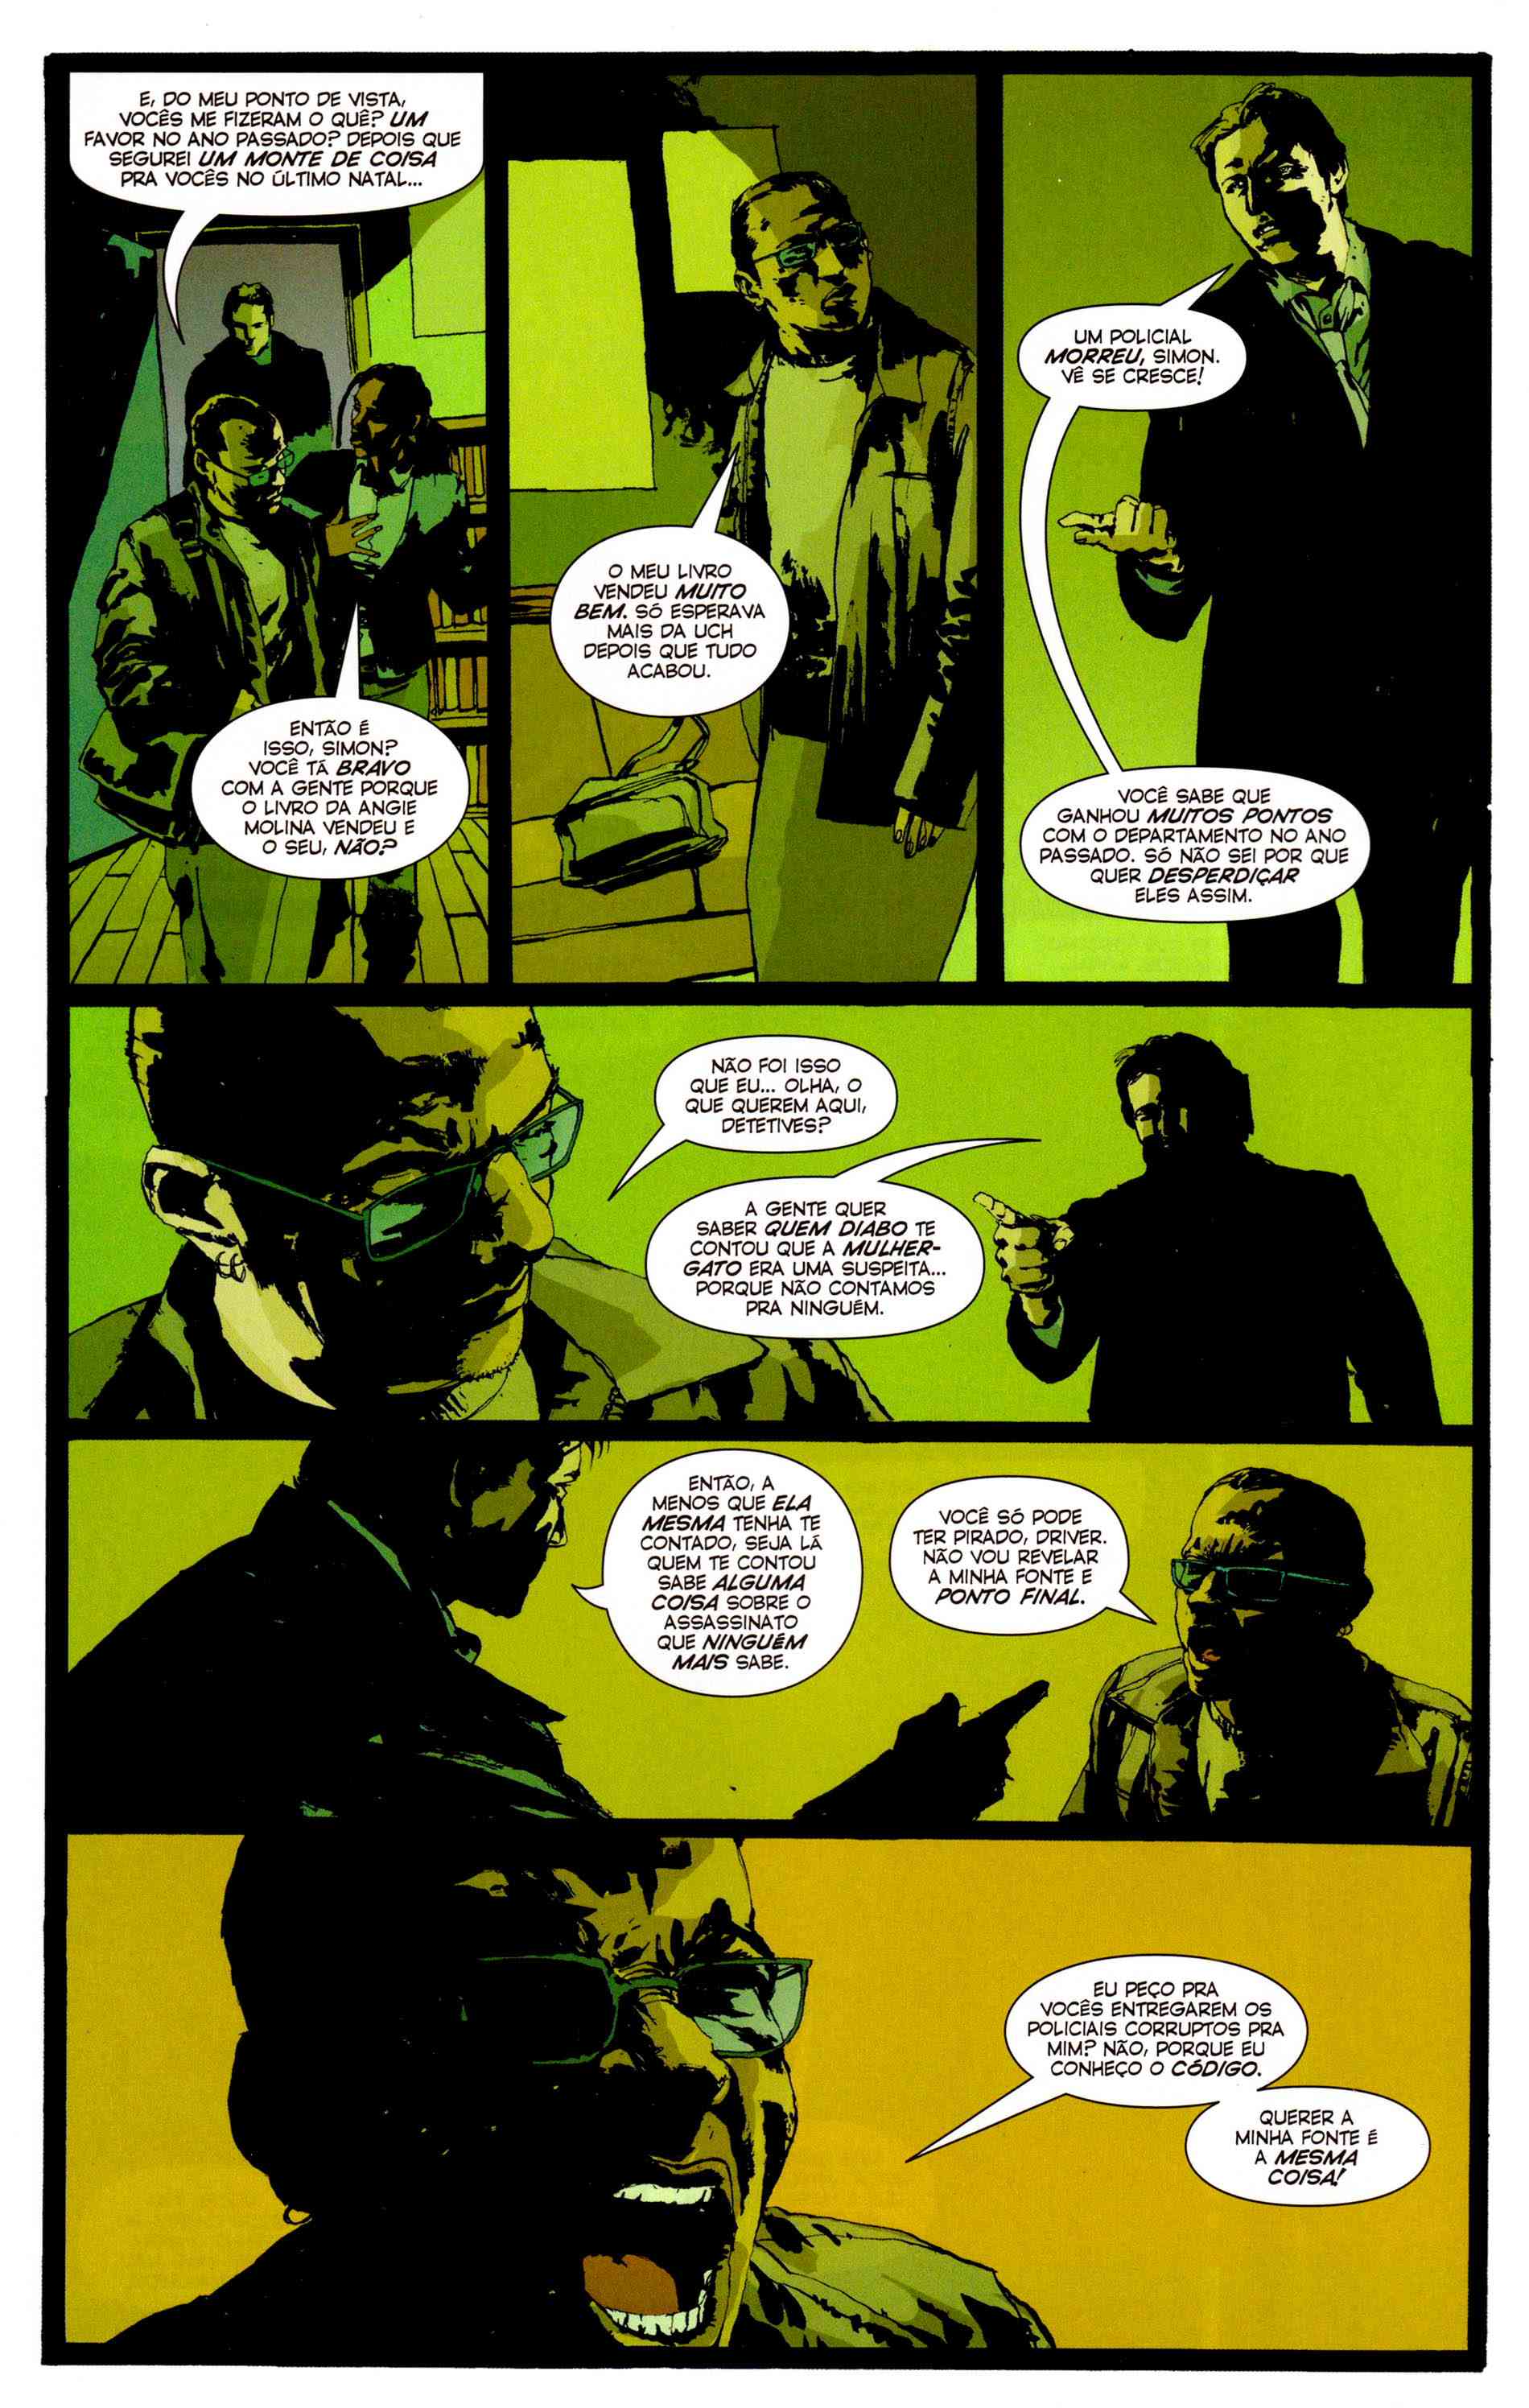 E, DO MEU PONTO DE VISTA,
VOCÊS ME FIZERAM O QUÊ? UM
FAVOR NO ANO PASSADO? DEPOIS QUE
SEGUREI UM MONTE DE COISA
PRA VOCÊS NO ÚLTIMO NATAL...
ENTÃO É
ISSO, SIMON?
VOCÊ TÁ BRAVO
COM A GENTE PORQUE
O LIVRO DA ANGIE
MOLINA VENDEU E
O SEU, NÃO?
O MEU LIVRO
VENDEU MUITO
BEM. SÓ ESPERAVA
MAIS DA UCH
DEPOIS QUE TUDO
ACABOU.
UM POLICIAL
MORREU, SIMON.
VÊ SE CRESCE!
VOCÊ SABE QUE
GANHOU MUITOS PONTOS
COM O DEPARTAMENTO NO ANO
PASSADO. SÓ NÃO SEI POR QUE
QUER DESPERDIÇAR
ELES ASSIM.
NÃO FOI ISSO
QUE EU... OLHA, O
QUE QUEREM AQUI,
DETETIVES?
A GENTE QUER
SABER QUEM DIABO TE
CONTOU QUE A MULHER-
GATO ERA UMA SUSPEITA...
PORQUE NÃO CONTAMOS
PRA NINGUÉM.
ENTÃO, A
MENOS QUE ELA
MESMA TENHA TE
CONTADO, SEJA LÁ
QUEM TE CONTOU
SABE ALGUMA
COISA SOBRE O
ASSASSINATO
QUE NINGUÉM
MAIS SABE.
VOCÊ SÓ PODE
TER PIRADO, DRIVER.
NÃO VOU REVELAR
A MINHA FONTE E
PONTO FINAL.
EU PEÇO PRA
VOCÊS ENTREGAREM OS
POLICIAIS CORRUPTOS PRA
MIM? NÃO, PORQUE EU
CONHEÇO O CÓDIGO.
QUERER A
MINHA FONTE É
A MESMA
COISA!